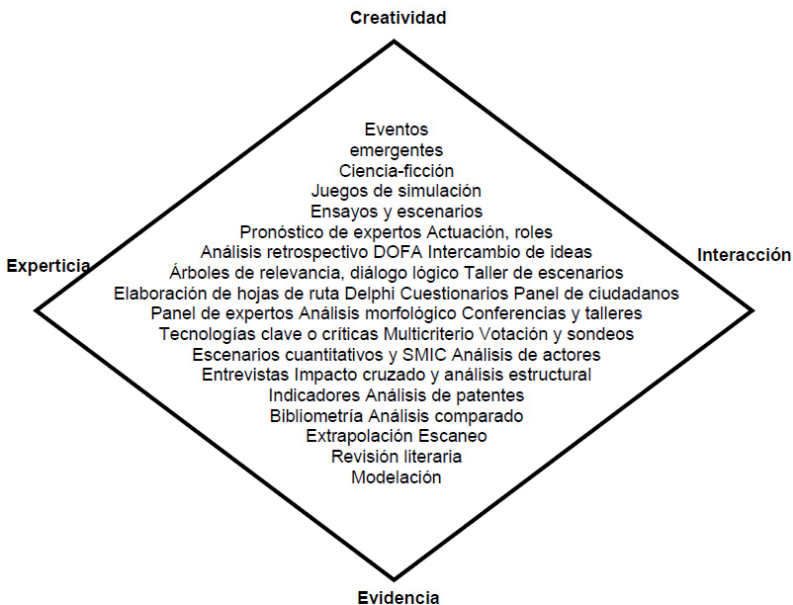 Creatividad
Eventos
emergentes
Ciencia-ficción
Juegos de simulación
Ensayos y escenarios
Pronóstico de expertos Actuación, roles
Análisis retrospectivo DOFA Intercambio de ideas
Experticia
Interacción
Árboles de relevancia, diálogo lógico Taller de escenarios
Elaboración de hojas de ruta Delphi Cuestionarios Panel de ciudadanos
Panel de expertos Análisis morfológico Conferencias y talleres
Tecnologías clave o críticas Multicriterio Votación y sondeos
Escenarios cuantitativos y SMIC Análisis de actores
Entrevistas Impacto cruzado y análisis estructural
Indicadores Análisis de patentes
Bibliometría Análisis comparado
Extrapolación Escaneo
Revisión literaria
Modelación
Evidencia